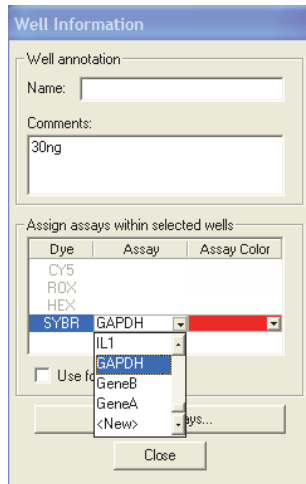 Well Information
Well annotation
Name:
Comments:
30ng
Assign assays within selected wells
Dye Assay Assay Color
CY5
ROX
HEX
SYBR GAPDH
IL1
GAPDH
Use fo
GeneB
GeneA
<New>
ys...
Close